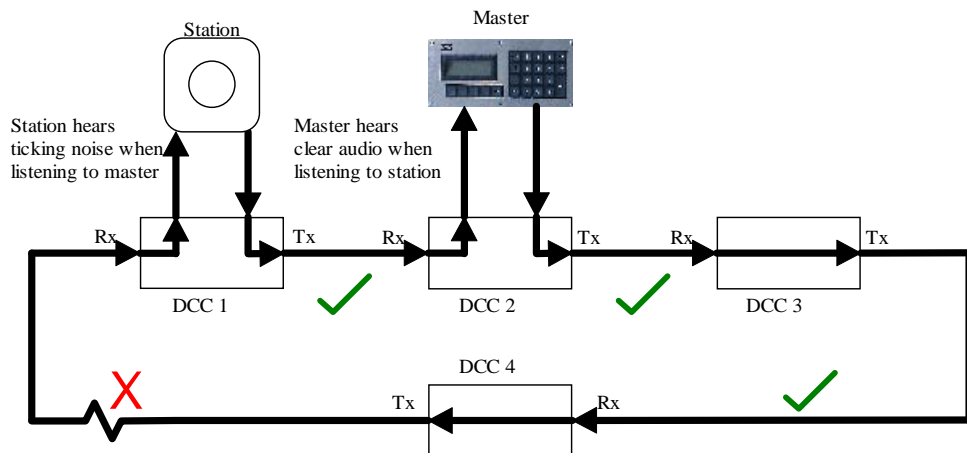 Station
Master
Station hears
ticking noise when
listening to master
Master hears
clear audio when
listening to station
Rx
Tx
Rx
Tx
Rx
Tx
DCC 1
DCC 2
DCC 3
DCC 4
X
Tx
Rx